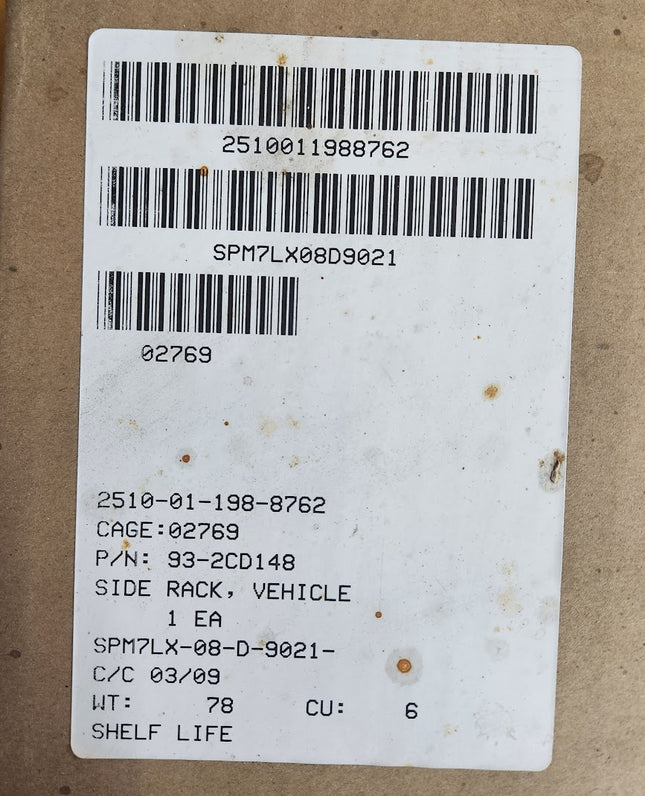 2510011988762
SPM7LX08D9021
02769
2510-01-198-8762
CAGE:02769
P/N: 93-2CD148
SIDE RACK, VEHICLE
1 EA
SPM7LX-08-D-9021-
C/C 03/09
WT: 78 CU: 6
SHELF LIFE